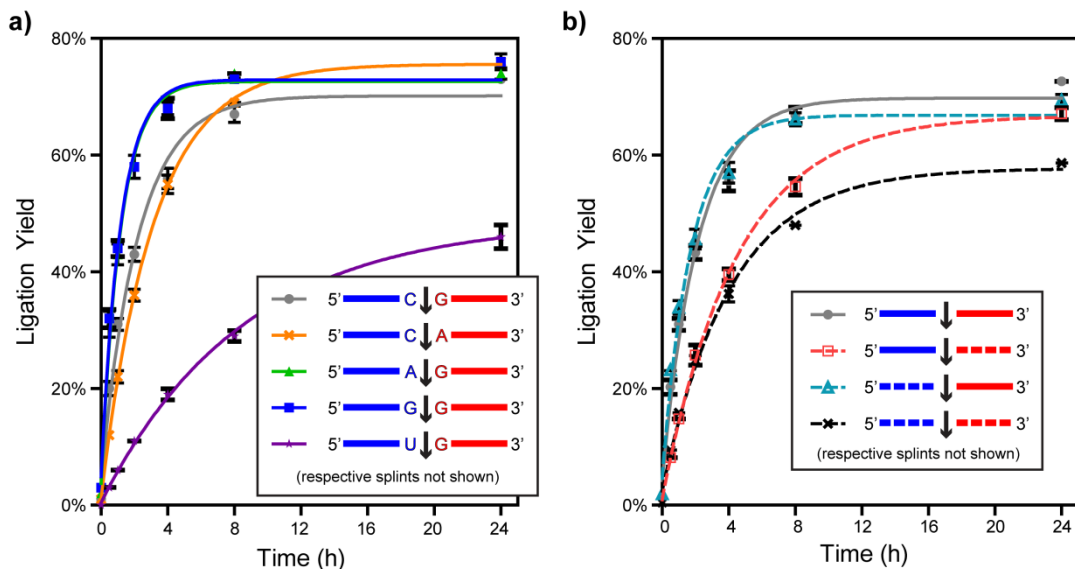 a)
80%
60%
40%
20%
0%
Ligation Yield
0 4 8 12 16 20 24
Time (h)
5’ C G 3’
5’ C A 3’
5’ A G 3’
5’ G G 3’
5’ U G 3’
(respective splints not shown)
b)
80%
60%
40%
20%
0%
Ligation Yield
0 4 8 12 16 20 24
Time (h)
5’ 3’
5’ 3’
5’ 3’
5’ 3’
(respective splints not shown)